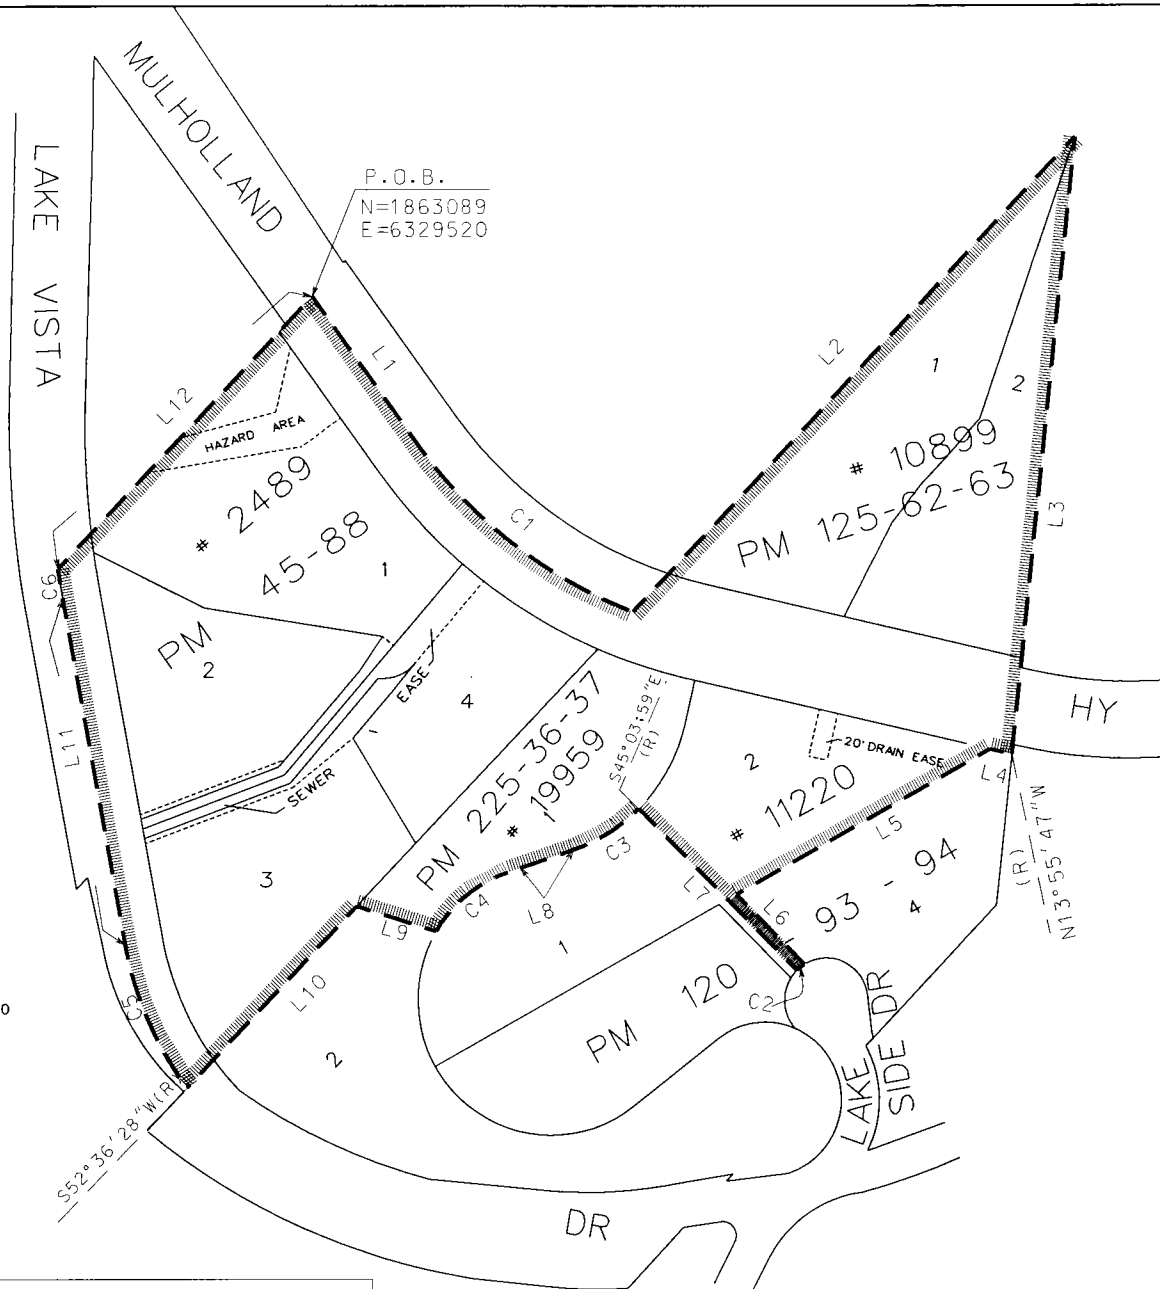 MULHOLLAND
LAKE VISTA
P.O.B.
N=1863089
E=6329520
L1
L12
L2
1
2
HAZARD AREA
# 10899
PM 125-62-63
L3
# 2489
45-88
1
C1
C6
PM
2
EASE
4
L11
SEWER
PM 225-36-37
# 19959
1
S45°03'59"E
(R)
HY
2
20' DRAIN EASE
L4
# 11220
L5
3
C3
C4
L8
L7
L6
93 - 94
4
N13°55'47"W
(R)
L9
1
L10
PM 120
C2
C5
2
LAKE
SIDE DR
S52°36'28"W(R)
DR